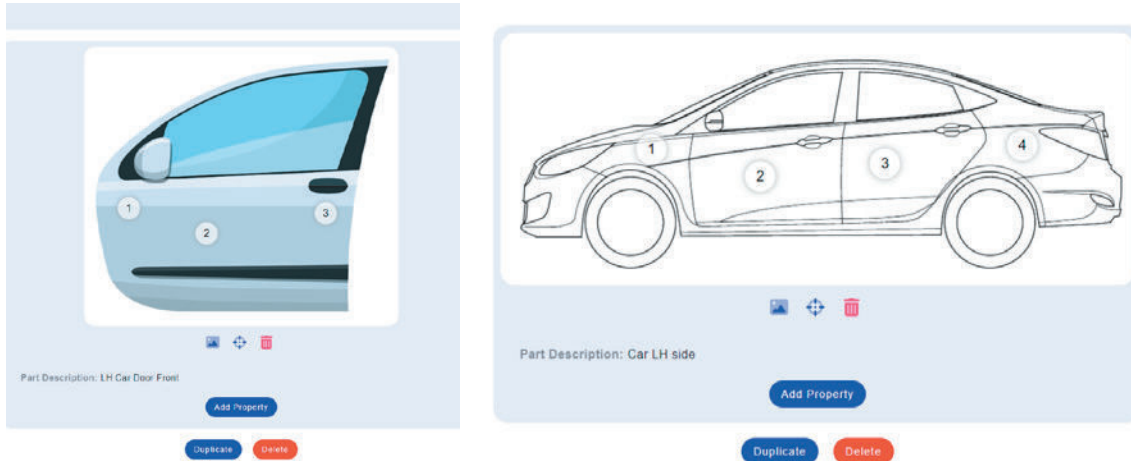 1
2
3
Part Description: LH Car Door Front
Add Property
Duplicate Delete
1
2
3
4
Part Description: Car LH side
Add Property
Duplicate Delete